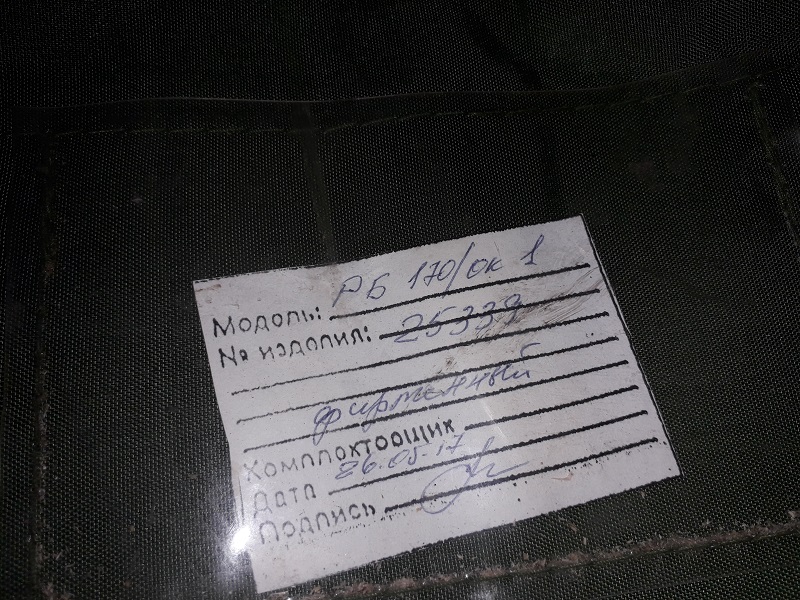 Модель: РБ 170/ок 1
№ изделия: 25339
фирменный
Комплектовщик
Дата 26.05.17
Подпись